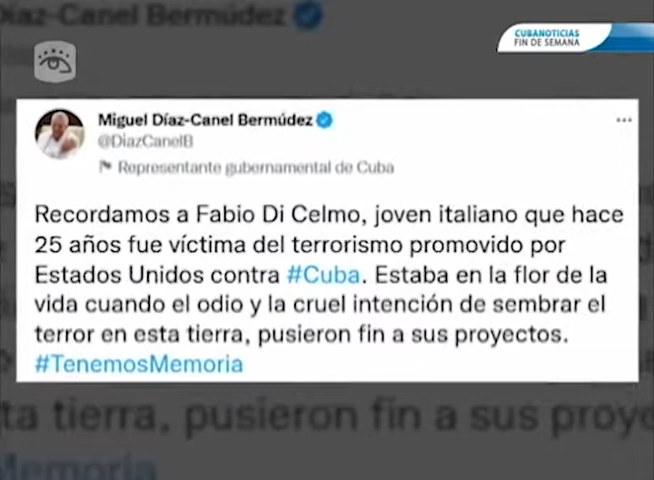 Díaz-Canel Bermúdez
CUBANOTICIAS
FIN DE SEMANA
Miguel Díaz-Canel Bermúdez
@DiazCanelB
Representante gubernamental de Cuba
Recordamos a Fabio Di Celmo, joven italiano que hace
25 años fue víctima del terrorismo promovido por
Estados Unidos contra #Cuba. Estaba en la flor de la
vida cuando el odio y la cruel intención de sembrar el
terror en esta tierra, pusieron fin a sus proyectos.
#TenemosMemoria
ta tierra, pusieron fin a sus proye
Memoria